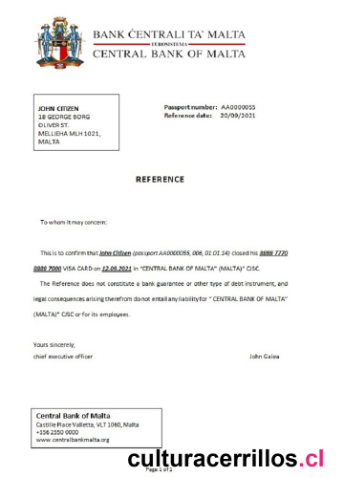 BANK ĊENTRALI TA' MALTA
EUROSISTEMA
CENTRAL BANK OF MALTA
JOHN CITIZEN
18 GEORGE BORG
OLIVER ST.
MELLIEHA MLH 1021,
MALTA
Passport number: AA0000055
Reference date: 20/09/2021
REFERENCE
To whom it may concern:
This is to confirm that John Citizen (passport AA0000055, 006, 01.01.14) closed his 8888 7770
8888 7000 VISA CARD on 12.08.2021 in "CENTRAL BANK OF MALTA" (MALTA)" CJSC.
The Reference does not constitute a bank guarantee or other type of debt instrument, and
legal consequences arising therefrom do not entail any liability for " CENTRAL BANK OF MALTA"
(MALTA)" CJSC or for its employees.
Yours sincerely,
chief executive officer John Galea
Central Bank of Malta
Castille Place Valletta, VLT 1060, Malta
+356 2550 0000
www.centralbankmalta.org
culturacerrillos.cl
Page 1 of 1